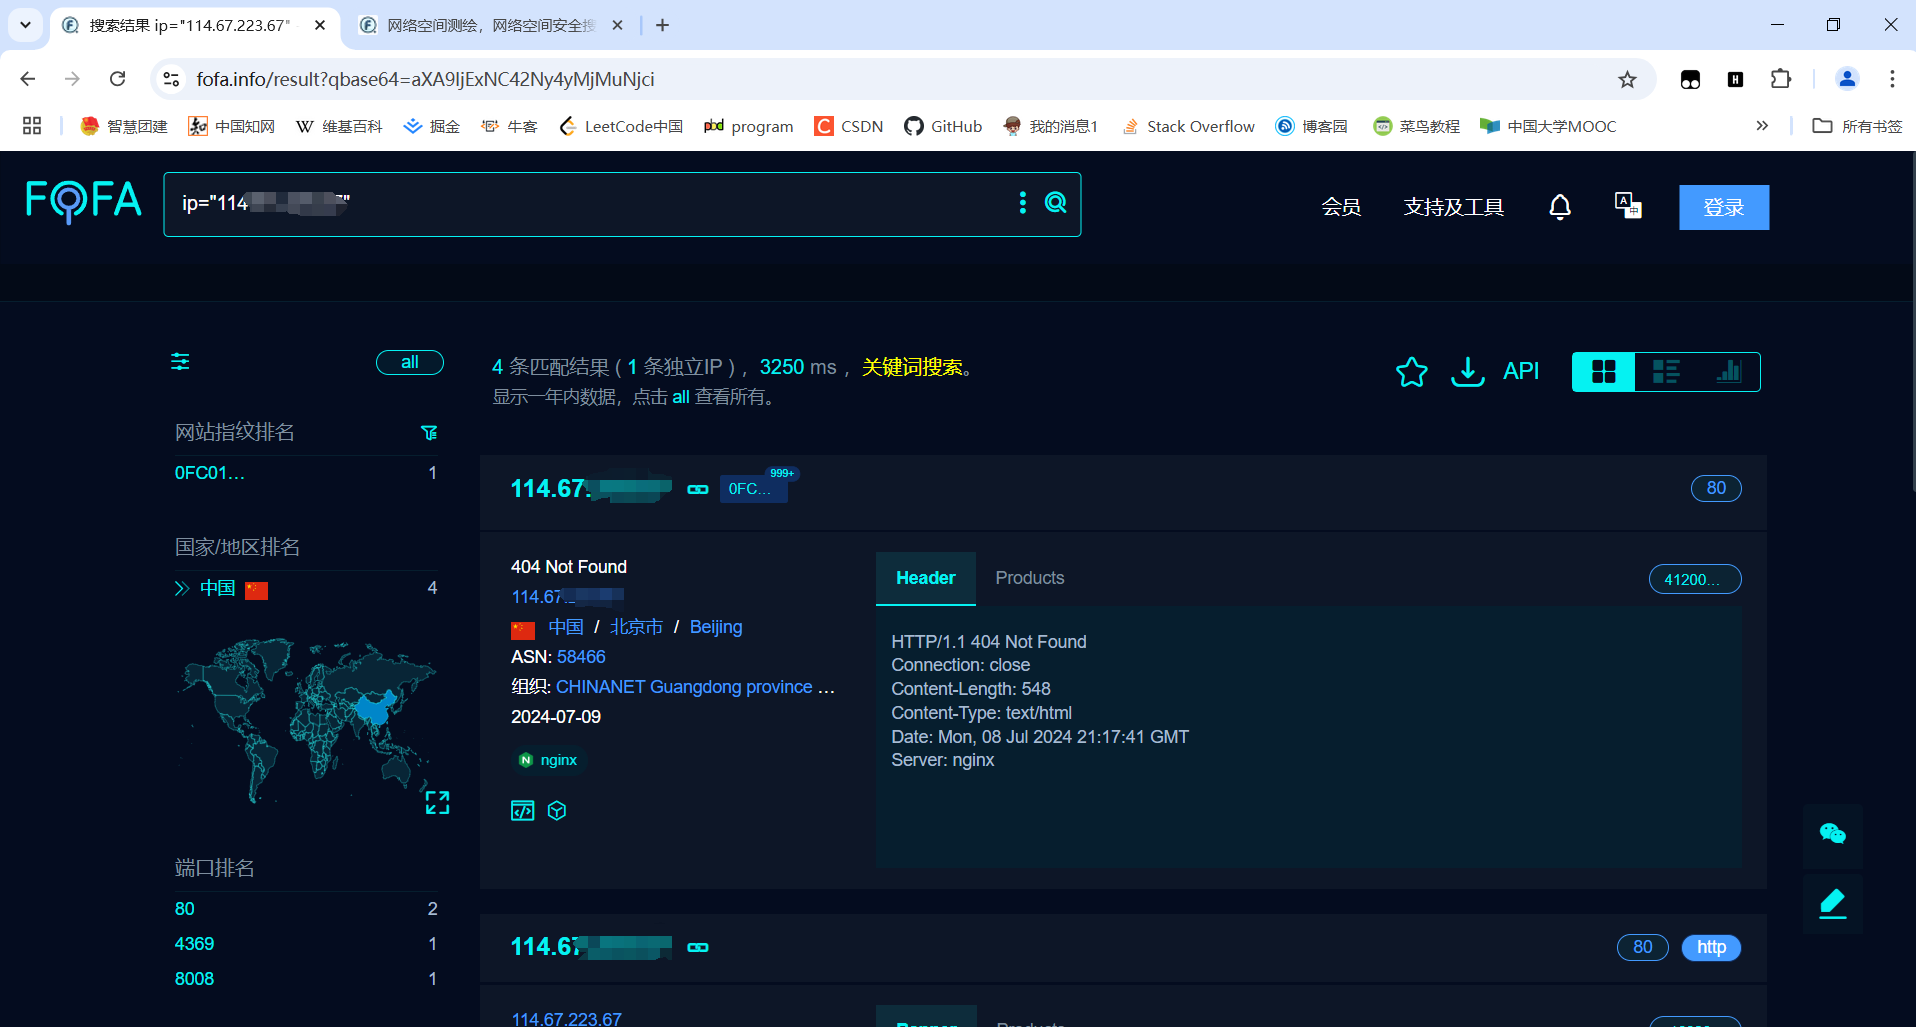 搜索结果 ip="114.67.223.67"
网络空间测绘，网络空间安全搜
fofa.info/result?qbase64=aXA9IjExNC42Ny4yMjMuNjci
智慧团建
中国知网
W 维基百科
掘金
牛客
LeetCode中国
pbd program
C CSDN
GitHub
我的消息1
Stack Overflow
博客园
菜鸟教程
中国大学MOOC
所有书签
FOFA
ip="114
会员
支持及工具
登录
all
4 条匹配结果 ( 1 条独立IP ) ，3250 ms ，关键词搜索。
显示一年内数据，点击 all 查看所有。
API
网站指纹排名
0FC01... 1
国家/地区排名
中国 4
端口排名
80 2
4369 1
8008 1
114.67.
0FC...
999+
80
404 Not Found
114.67.
中国 / 北京市 / Beijing
ASN: 58466
组织: CHINANET Guangdong province ...
2024-07-09
nginx
Header
Products
41200...
HTTP/1.1 404 Not Found
Connection: close
Content-Length: 548
Content-Type: text/html
Date: Mon, 08 Jul 2024 21:17:41 GMT
Server: nginx
114.67
80
http
114.67.223.67
Banner
Products